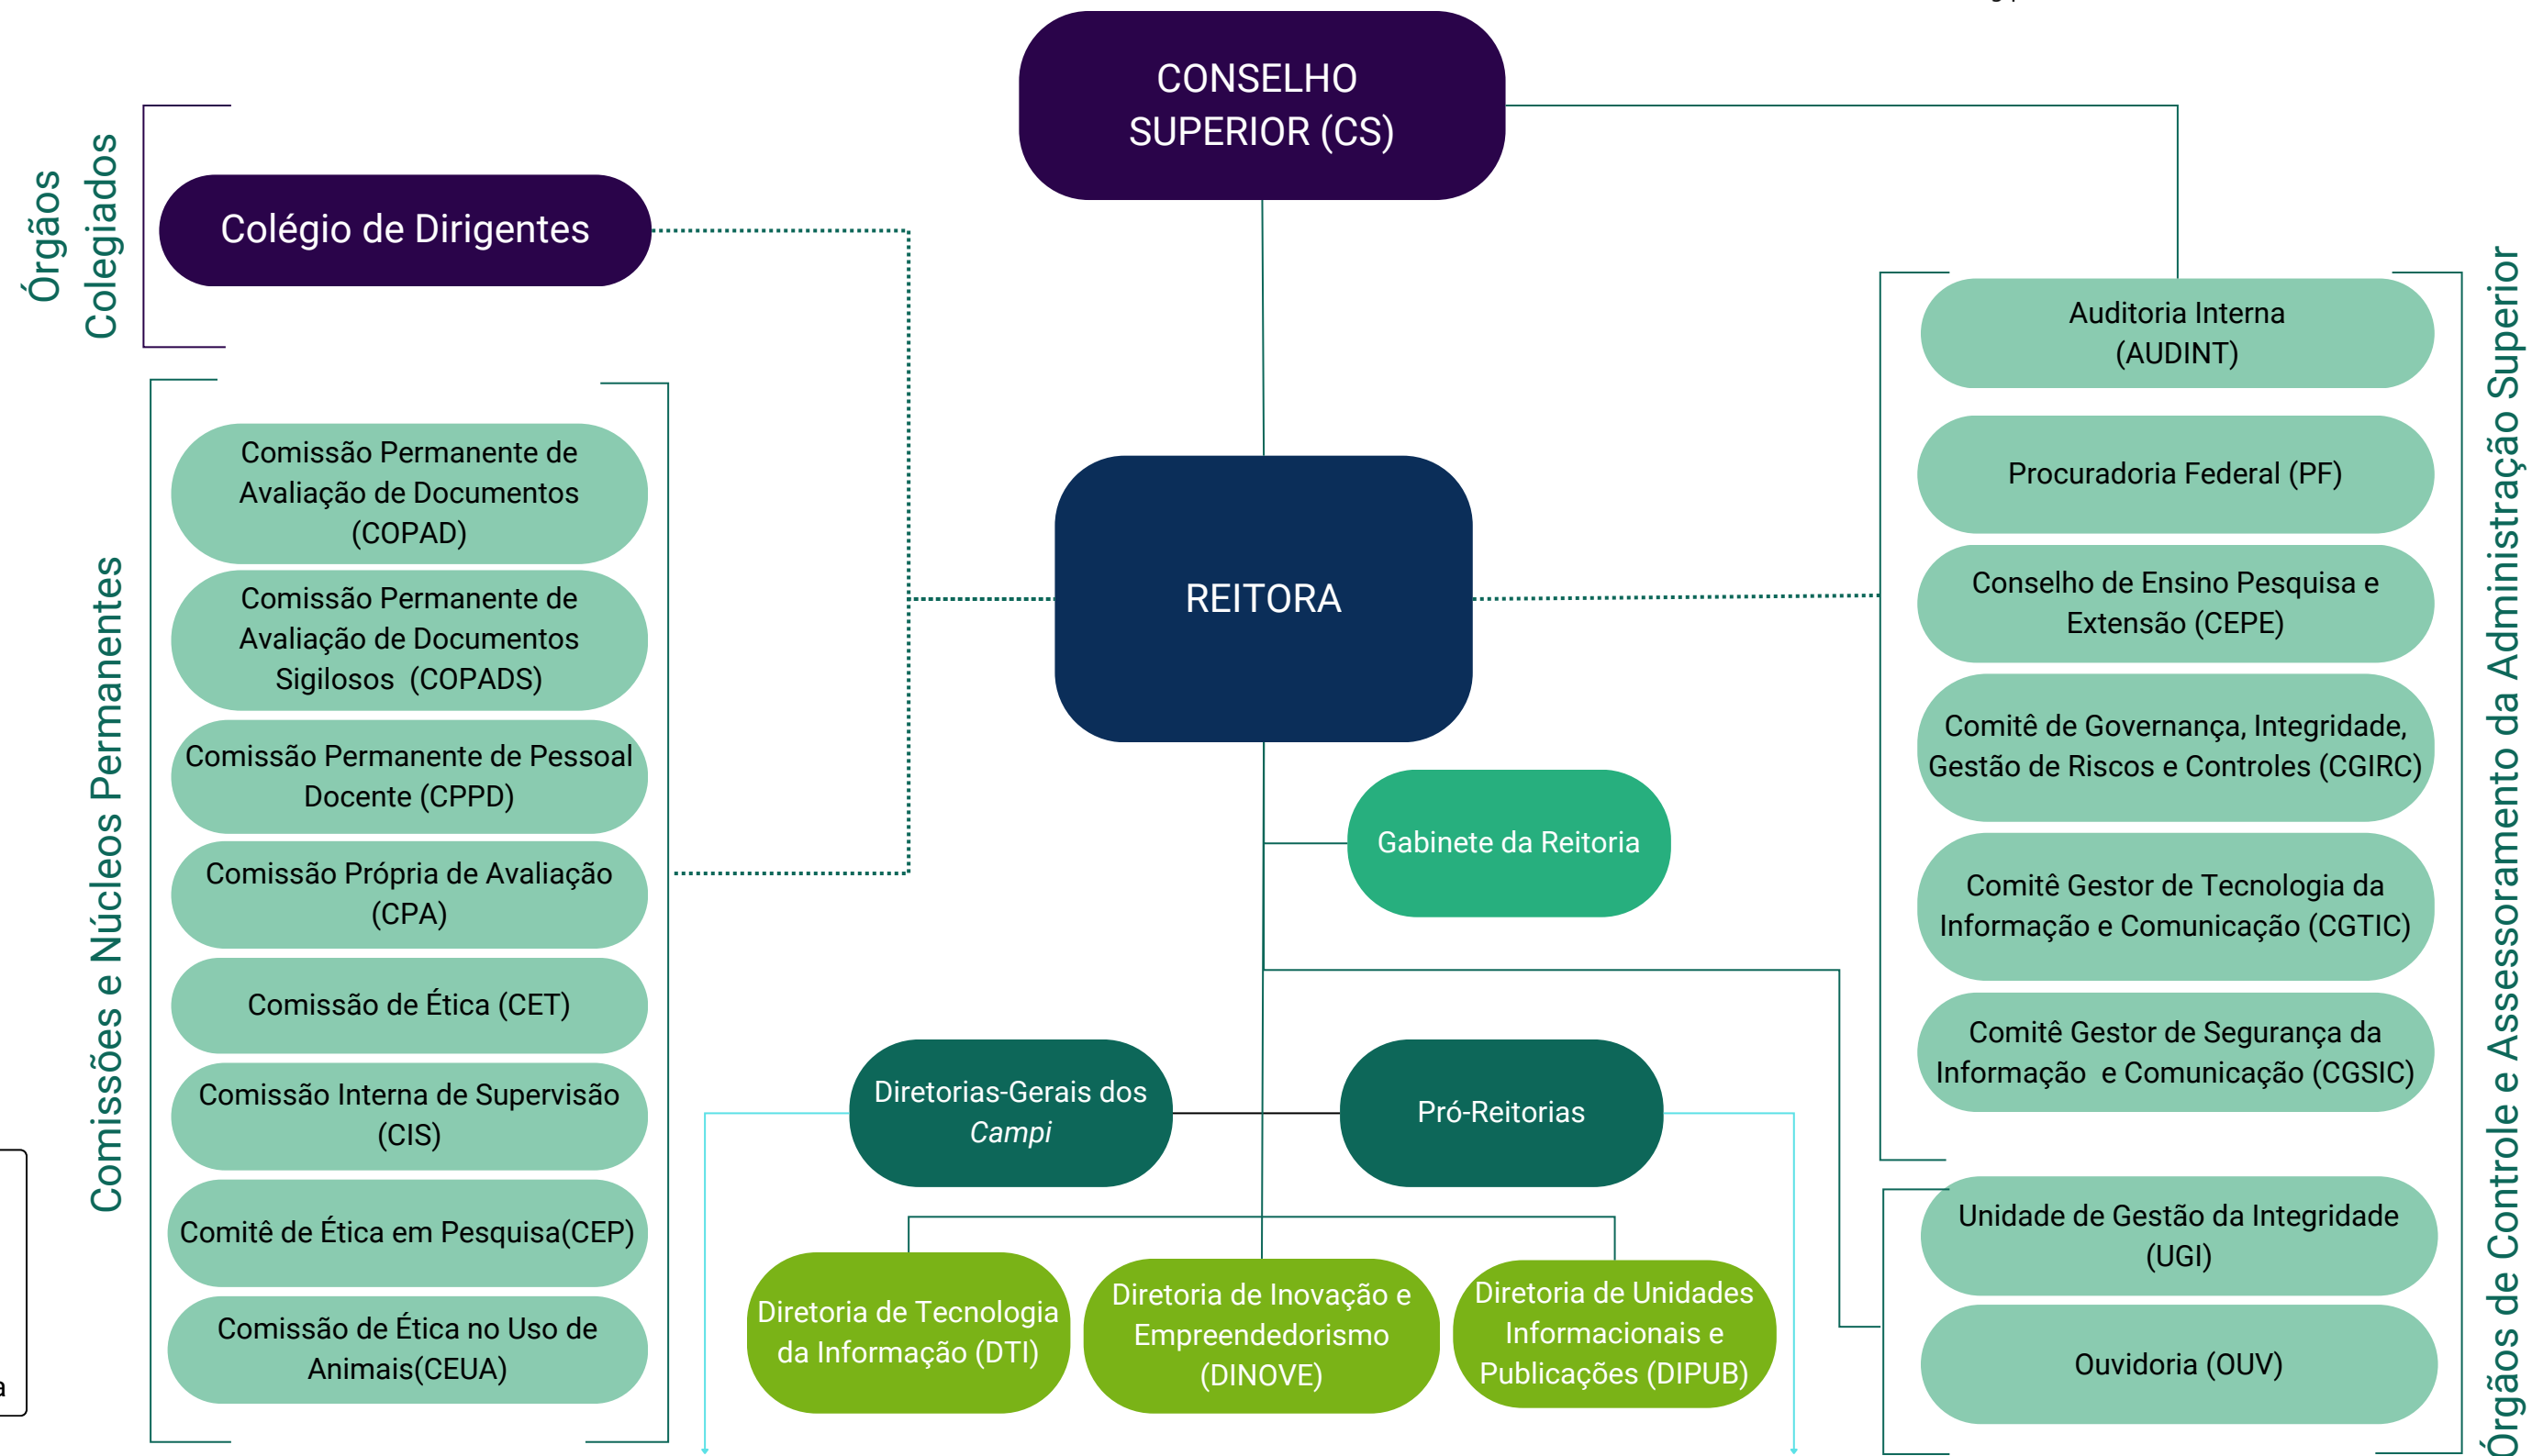 CONSELHO
SUPERIOR (CS)
Órgãos
Colegiados
Colégio de Dirigentes
Comissões e Núcleos Permanentes
Comissão Permanente de
Avaliação de Documentos
(COPAD)
Comissão Permanente de
Avaliação de Documentos
Sigilosos (COPADS)
Comissão Permanente de Pessoal
Docente (CPPD)
Comissão Própria de Avaliação
(CPA)
Comissão de Ética (CET)
Comissão Interna de Supervisão
(CIS)
Comitê de Ética em Pesquisa(CEP)
Comissão de Ética no Uso de
Animais(CEUA)
REITORA
Gabinete da Reitoria
Diretorias-Gerais dos
Campi
Pró-Reitorias
Diretoria de Tecnologia
da Informação (DTI)
Diretoria de Inovação e
Empreendedorismo
(DINOVE)
Diretoria de Unidades
Informacionais e
Publicações (DIPUB)
Auditoria Interna
(AUDINT)
Procuradoria Federal (PF)
Conselho de Ensino Pesquisa e
Extensão (CEPE)
Comitê de Governança, Integridade,
Gestão de Riscos e Controles (CGIRC)
Comitê Gestor de Tecnologia da
Informação e Comunicação (CGTIC)
Comitê Gestor de Segurança da
Informação e Comunicação (CGSIC)
Unidade de Gestão da Integridade
(UGI)
Ouvidoria (OUV)
Órgãos de Controle e Assessoramento da Administração Superior